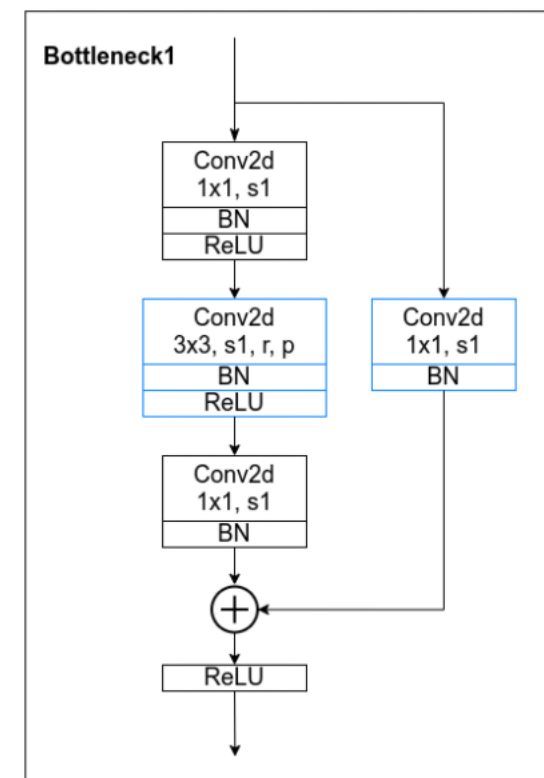 Bottleneck1
Conv2d
1x1, s1
BN
ReLU
Conv2d
3x3, s1, r, p
BN
ReLU
Conv2d
1x1, s1
BN
Conv2d
1x1, s1
BN
ReLU